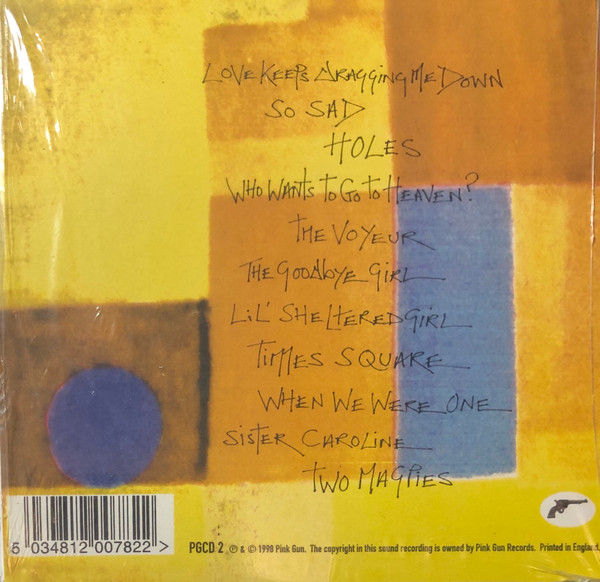 LOVE KEEPS DRAGGING ME DOWN
SO SAD
HOLES
WHO WANTS TO GO TO HEAVEN?
THE VOYEUR
THE GOODBYE GIRL
LIL' SHELTERED GIRL
TIMES SQUARE
WHEN WE WERE ONE
SISTER CAROLINE
TWO MAGPIES
5 034812 007822 >
PGCD 2 ℗ & © 1998 Pink Gun. The copyright in this sound recording is owned by Pink Gun Records. Printed in England.